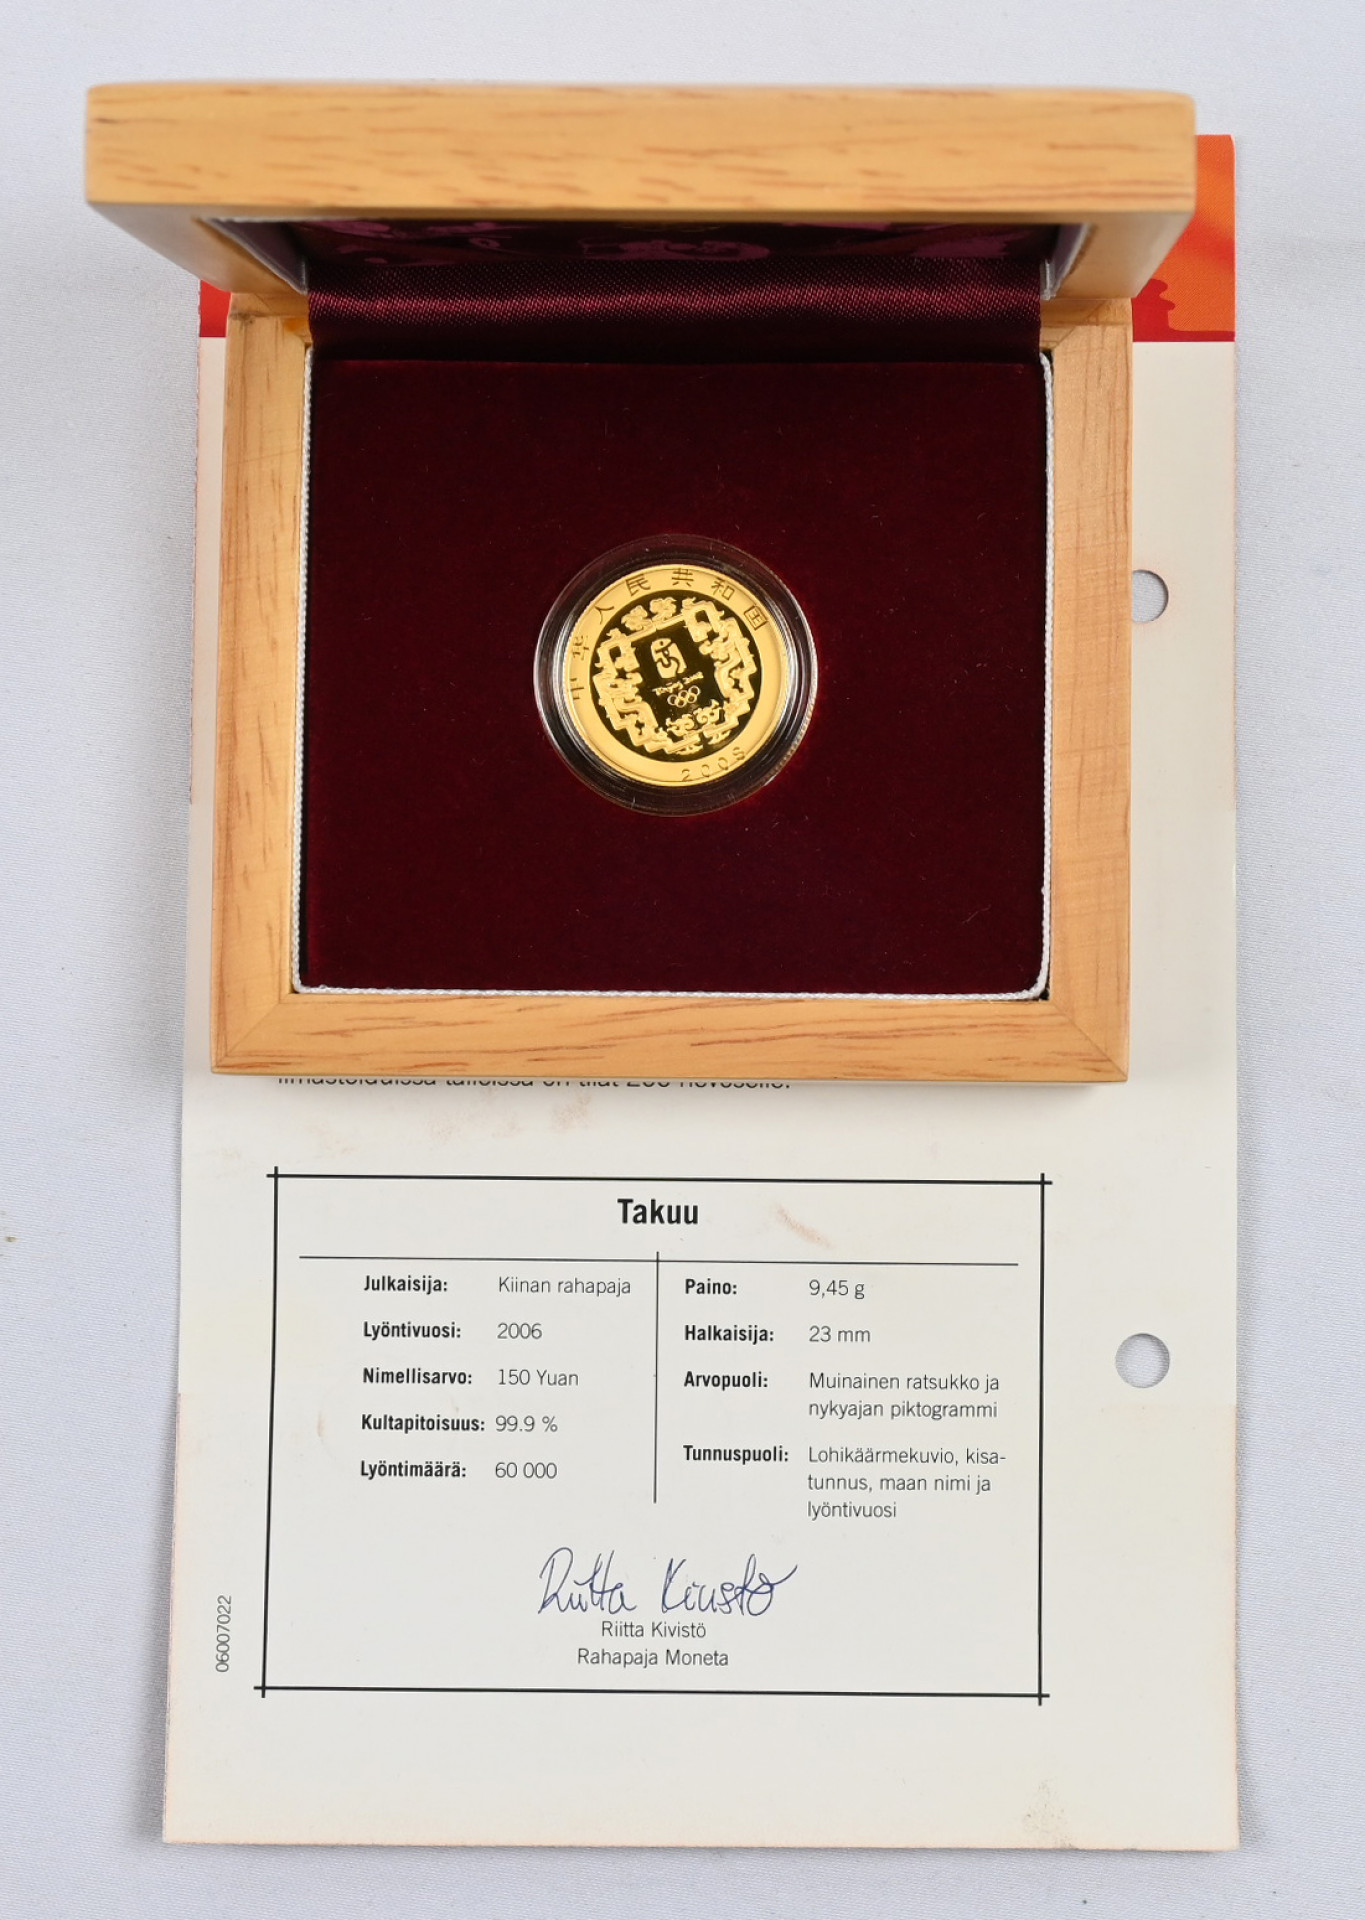 中华人民共和国
Beijing 2008
2008
Takuu
Julkaisija: Kiinan rahapaja
Lyöntivuosi: 2006
Nimellisarvo: 150 Yuan
Kultapitoisuus: 99.9 %
Lyöntimäärä: 60 000
Paino: 9,45 g
Halkaisija: 23 mm
Arvopuoli: Muinainen ratsukko ja
nykyajan piktogrammi
Tunnuspuoli: Lohikäärmekuvio, kisa-
tunnus, maan nimi ja
lyöntivuosi
Riitta Kivistö
Riitta Kivistö
Rahapaja Moneta
06007022